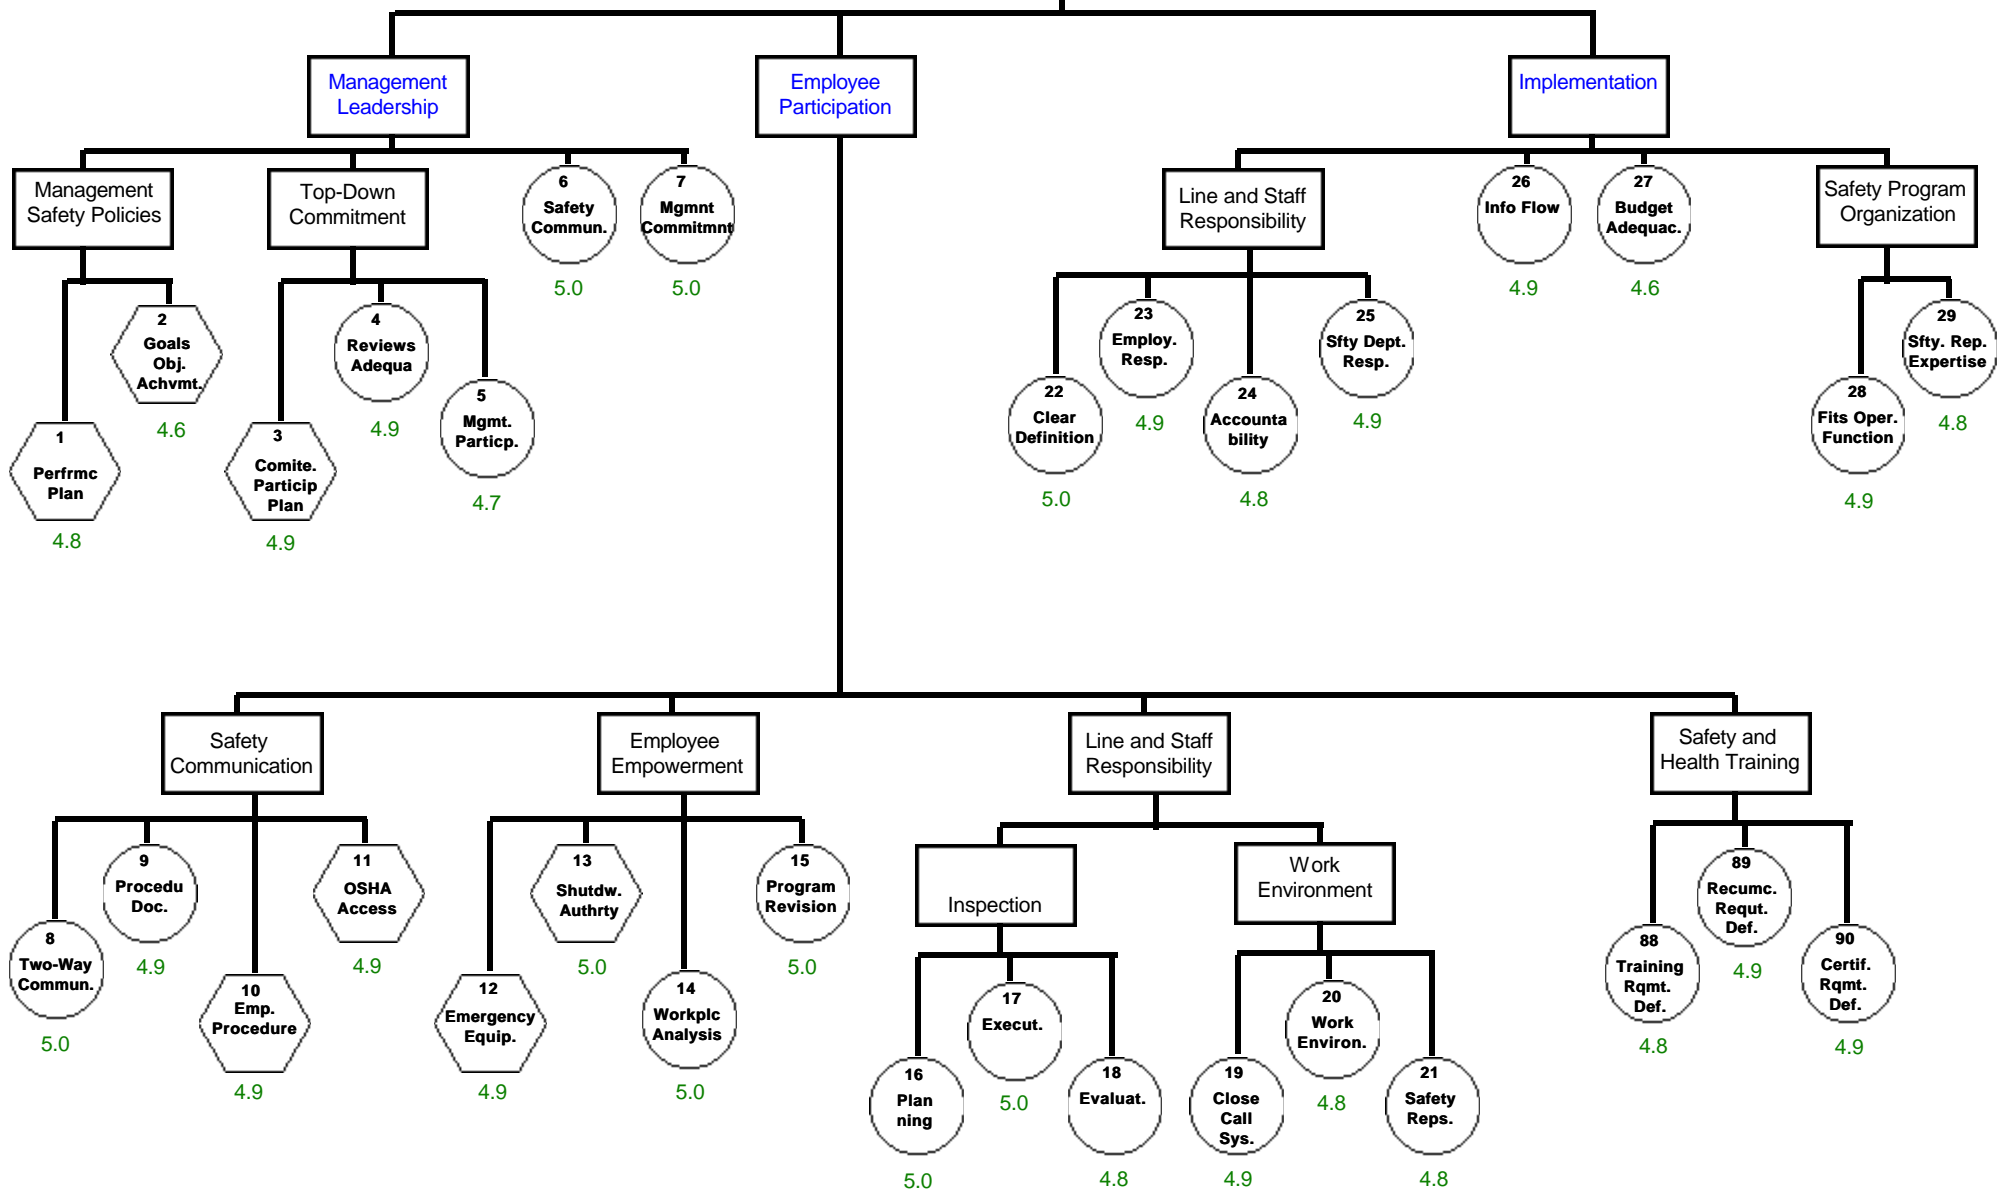 Management
Leadership
Employee
Participation
Implementation
Management
Safety Policies
Top-Down
Commitment
6
Safety
Commun.
5.0
7
Mgmnt
Commitmnt
5.0
1
Perfrmc
Plan
4.8
2
Goals
Obj.
Achvmt.
4.6
3
Comite.
Particip
Plan
4.9
4
Reviews
Adequa
4.9
5
Mgmt.
Particp.
4.7
Line and Staff
Responsibility
26
Info Flow
4.9
27
Budget
Adequac.
4.6
Safety Program
Organization
22
Clear
Definition
5.0
23
Employ.
Resp.
4.9
24
Accounta
bility
4.8
25
Sfty Dept.
Resp.
4.9
28
Fits Oper.
Function
4.9
29
Sfty. Rep.
Expertise
4.8
Safety
Communication
Employee
Empowerment
Line and Staff
Responsibility
Safety and
Health Training
8
Two-Way
Commun.
5.0
9
Procedu
Doc.
4.9
10
Emp.
Procedure
4.9
11
OSHA
Access
4.9
12
Emergency
Equip.
4.9
13
Shutdw.
Authrty
5.0
14
Workplc
Analysis
5.0
15
Program
Revision
5.0
Inspection
Work
Environment
16
Plan
ning
5.0
17
Execut.
5.0
18
Evaluat.
4.8
19
Close
Call
Sys.
4.9
20
Work
Environ.
4.8
21
Safety
Reps.
4.8
88
Training
Rqmt.
Def.
4.8
89
Recumc.
Requt.
Def.
4.9
90
Certif.
Rqmt.
Def.
4.9